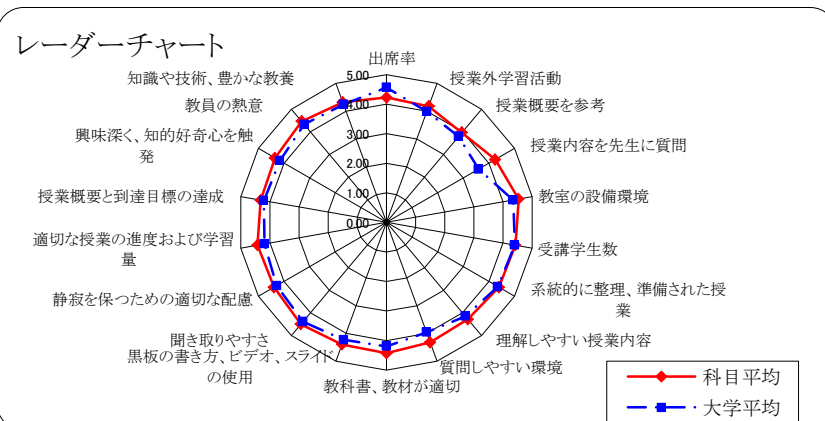 レーダーチャート
出席率
授業外学習活動
授業概要を参考
授業内容を先生に質問
教室の設備環境
受講学生数
系統的に整理、準備された授
業
理解しやすい授業内容
質問しやすい環境
教科書、教材が適切
黒板の書き方、ビデオ、スライド
の使用
聞き取りやすさ
静寂を保つための適切な配慮
適切な授業の進度および学習
量
授業概要と到達目標の達成
興味深く、知的好奇心を触
発
教員の熱意
知識や技術、豊かな教養
5.00
4.00
3.00
2.00
1.00
0.00
科目平均
大学平均